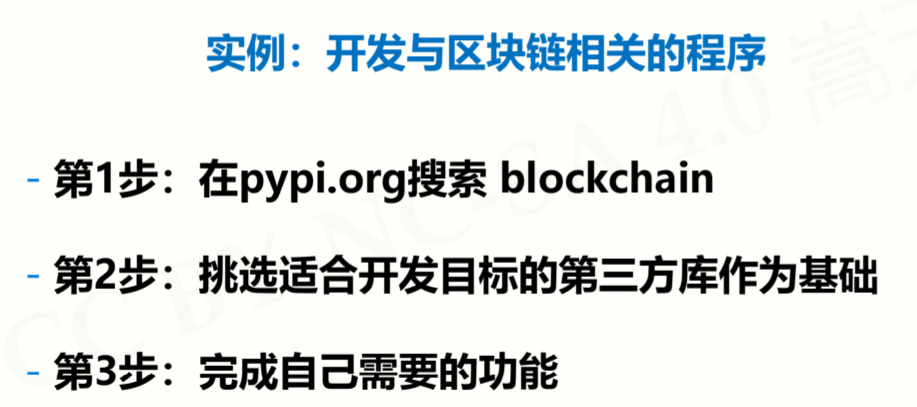 实例：开发与区块链相关的程序
- 第1步：在pypi.org搜索 blockchain
- 第2步：挑选适合开发目标的第三方库作为基础
- 第3步：完成自己需要的功能
CC BY NC-SA 4.0 嵩天